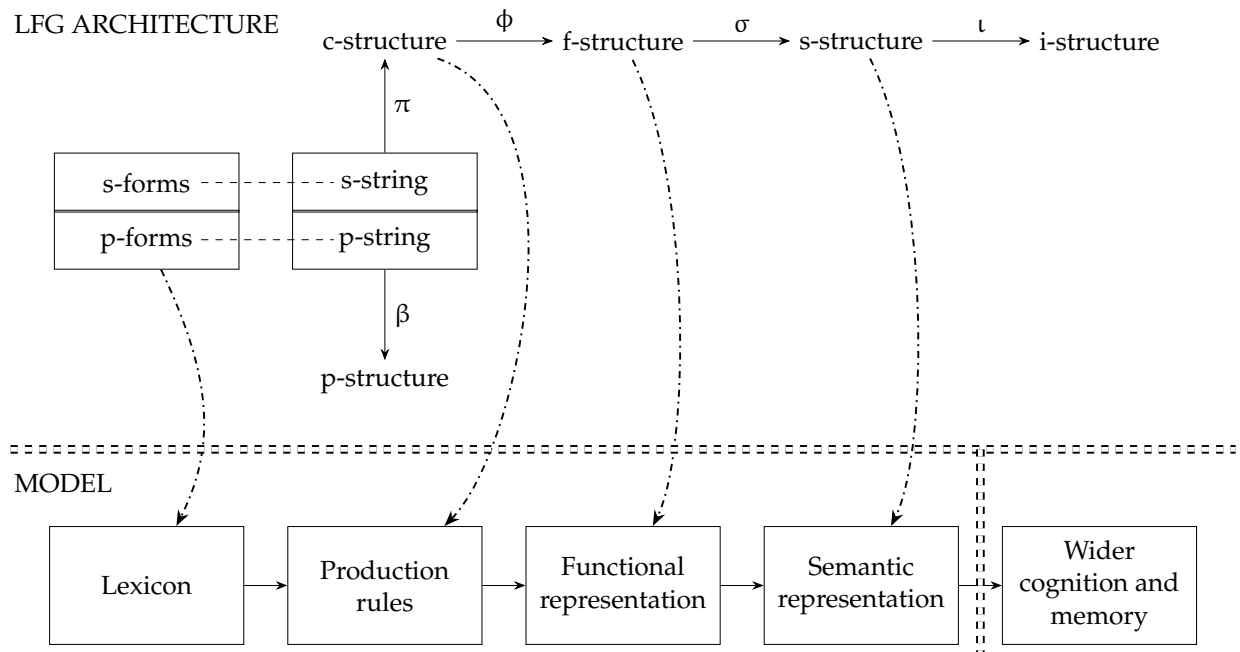 LFG ARCHITECTURE
c-structure
ϕ
f-structure
σ
s-structure
ι
i-structure
π
s-forms
s-string
p-forms
p-string
β
p-structure
MODEL
Lexicon
Production
rules
Functional
representation
Semantic
representation
Wider
cognition and
memory